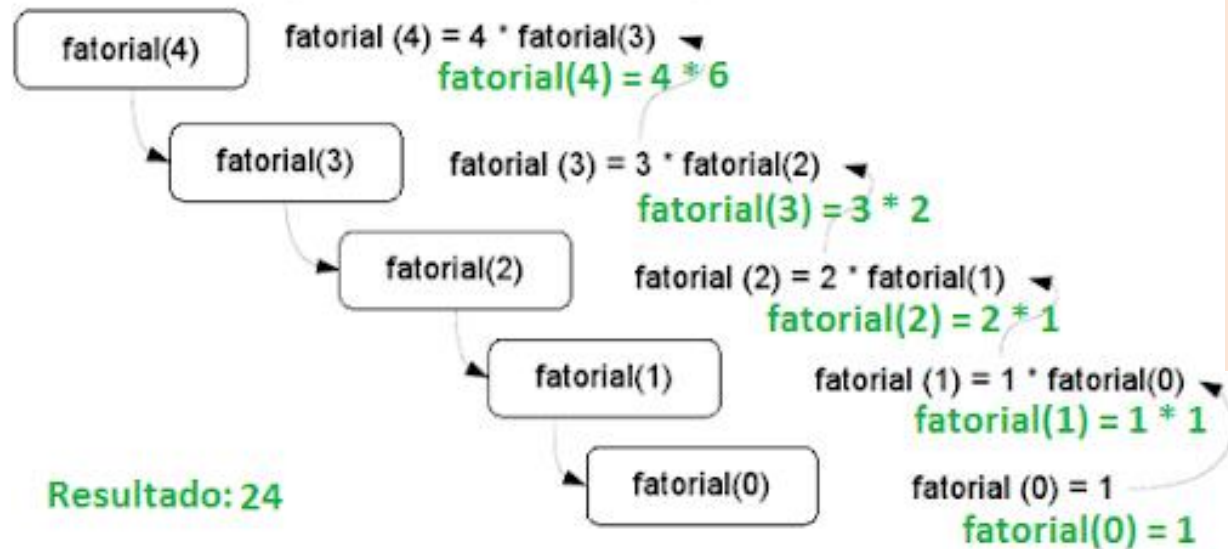 fatorial(4)
fatorial (4) = 4 * fatorial(3)
fatorial(4) = 4 * 6
fatorial(3)
fatorial (3) = 3 * fatorial(2)
fatorial(3) = 3 * 2
fatorial(2)
fatorial (2) = 2 * fatorial(1)
fatorial(2) = 2 * 1
fatorial(1)
fatorial (1) = 1 * fatorial(0)
fatorial(1) = 1 * 1
fatorial(0)
fatorial (0) = 1
fatorial(0) = 1
Resultado: 24